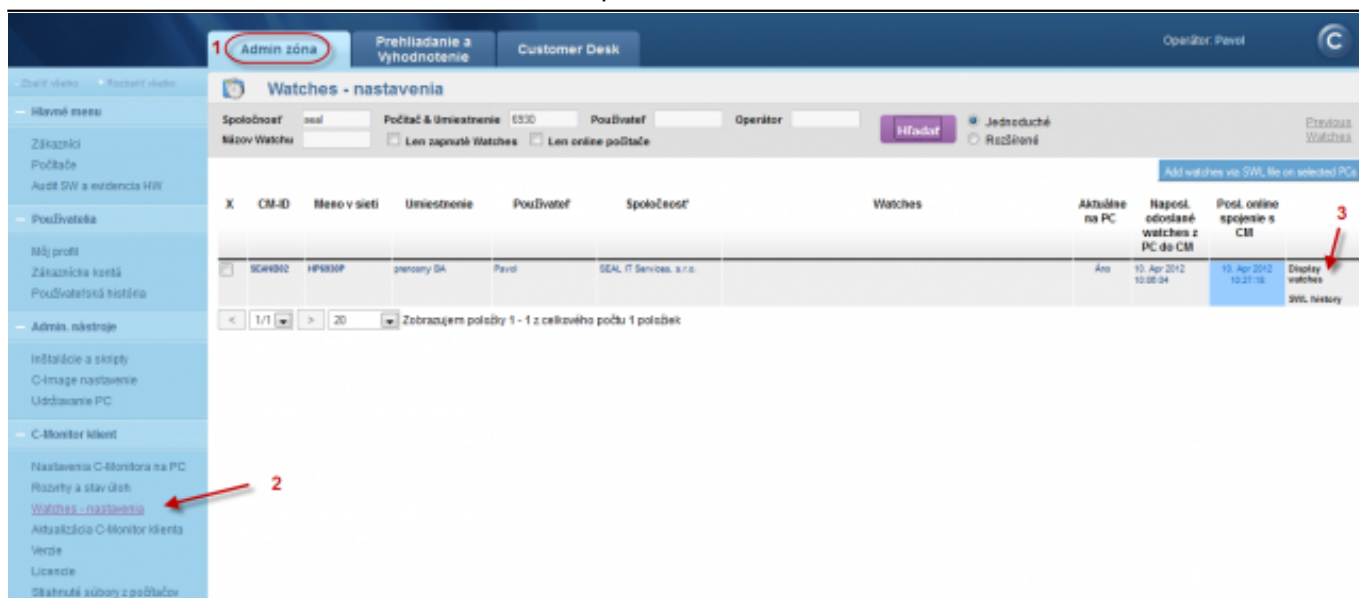 1 Admin zóna
Prehliadanie a
Vyhodnotenie
Customer Desk
Operátor: Pavol
C
Zbaliť všetko Rozbaliť všetko
Watches - nastavenia
Hlavné menu
Zákazníci
Počítače
Audit SW a evidencia HW
Používatelia
Môj profil
Zákaznícke kontá
Používateľská história
Admin. nástroje
Inštalácie a skripty
C-Image nastavenie
Udržiavanie PC
C-Monitor klient
Nastavenia C-Monitora na PC
Rozvrhy a stav úloh
Watches - nastavenia
2
Aktualizácia C-Monitor klienta
Verzie
Licencie
Stiahnuté súbory z počítačov
Spoločnosť seal Počítač & Umiestnenie 6930 Používateľ Operátor
Hľadať
Jednoduché
Rozšírené
Názov Watchu Len zapnuté Watches Len online počítače
Previous
Watches
Add watches via SWL file on selected PCs
X CM-ID Meno v sieti Umiestnenie Používateľ Spoločnosť Watches
Aktuálne
na PC
Naposl.
odoslané
watches z
PC do CM
Posl. online
spojenie s
CM
3
HP6930P prenosny BA Pavol SEAL IT Services, s.r.o. Áno
10. Apr 2012
10. Apr 2012
10:27:18
Display
watches
SWL history
< 1/1 > 20 Zobrazujem položky 1 - 1 z celkového počtu 1 položiek